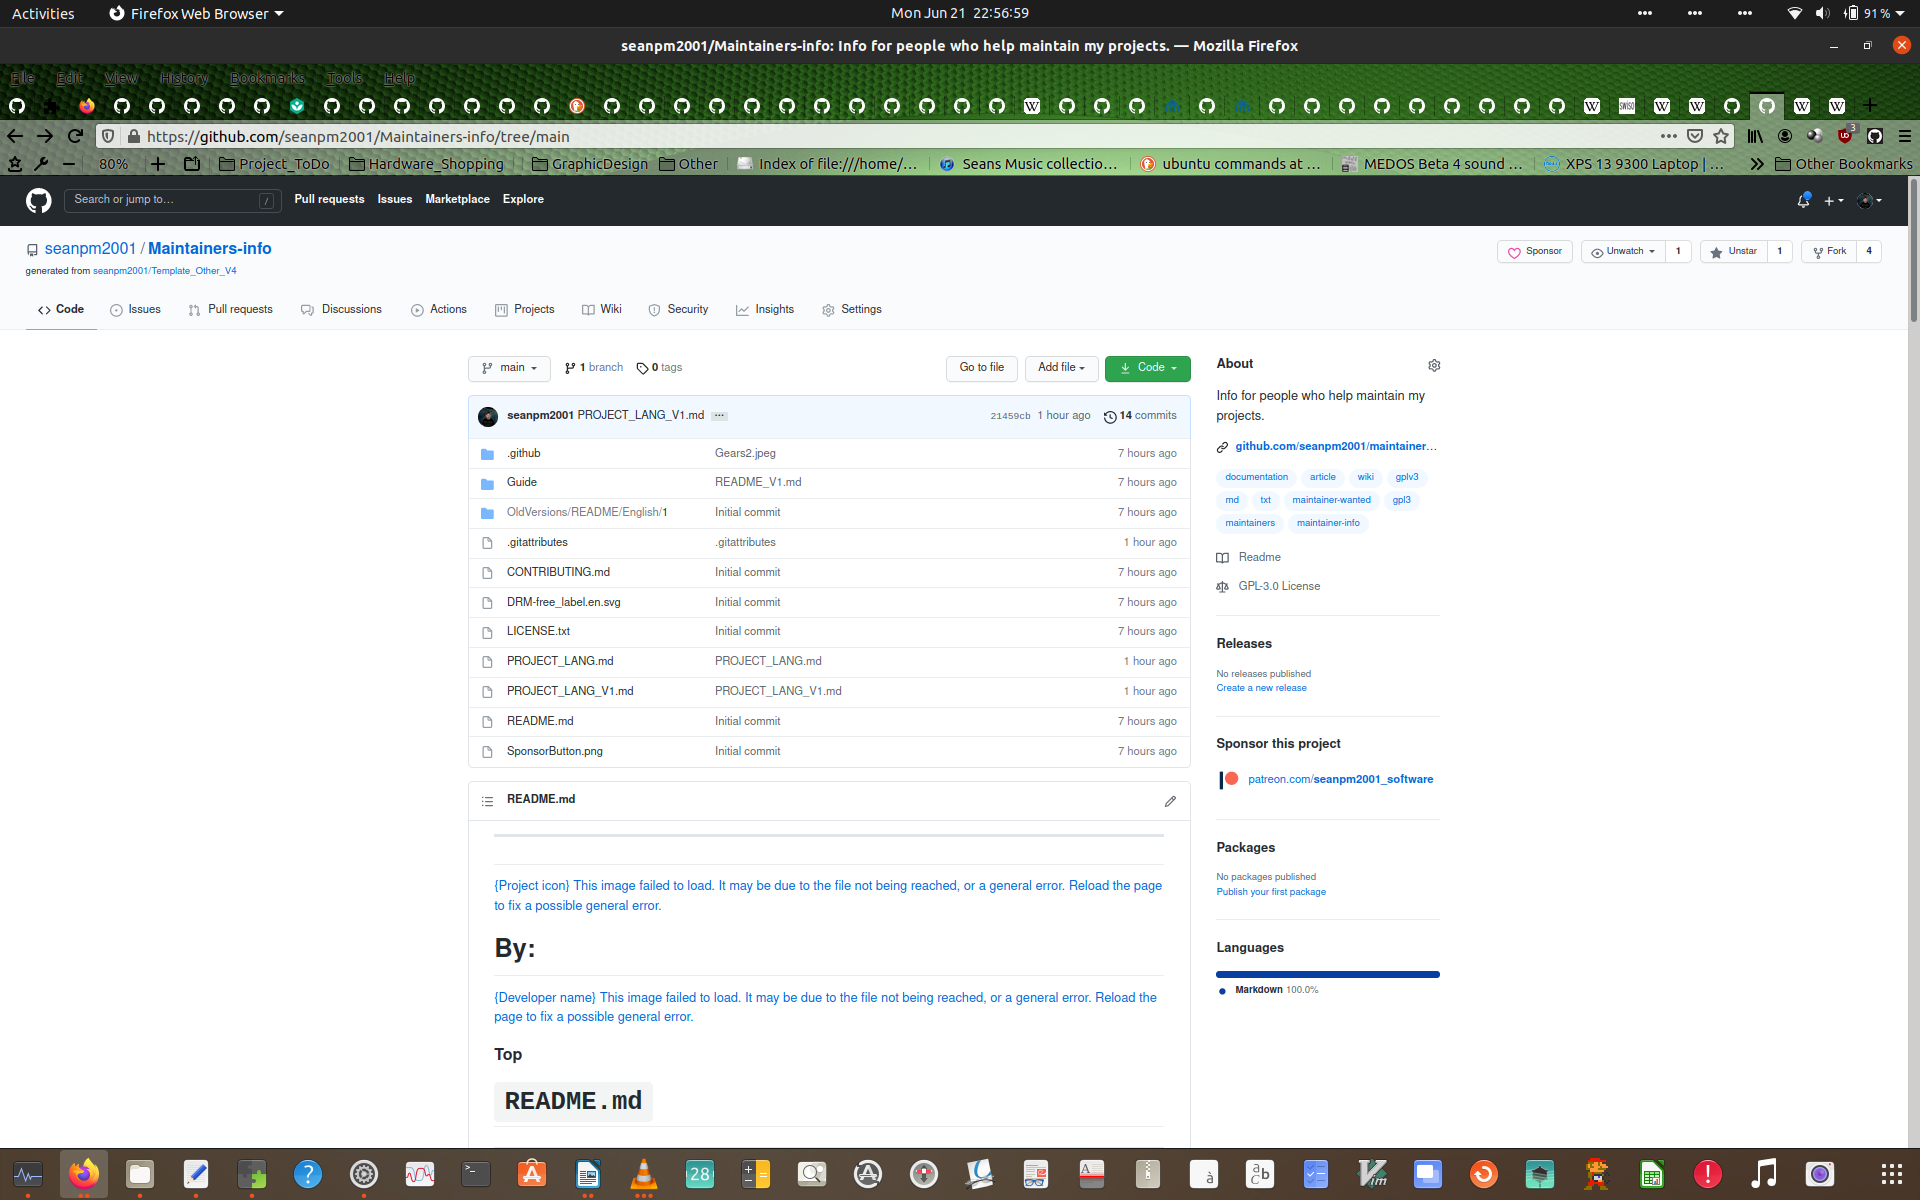 Activities Firefox Web Browser Mon Jun 21 22:56:59 91 %
seanpm2001/Maintainers-info: Info for people who help maintain my projects. — Mozilla Firefox
File Edit View History Bookmarks Tools Help
https://github.com/seanpm2001/Maintainers-info/tree/main 3
80% Project_ToDo Hardware_Shopping GraphicDesign Other Index of file:///home/... Seans Music collectio... ubuntu commands at ... MEDOS Beta 4 sound ... XPS 13 9300 Laptop | ... Other Bookmarks
Search or jump to... / Pull requests Issues Marketplace Explore
seanpm2001 / Maintainers-info Sponsor Unwatch 1 Unstar 1 Fork 4
generated from seanpm2001/Template_Other_V4
Code Issues Pull requests Discussions Actions Projects Wiki Security Insights Settings
main 1 branch 0 tags Go to file Add file Code
seanpm2001 PROJECT_LANG_V1.md 21459cb 1 hour ago 14 commits
.github Gears2.jpeg 7 hours ago
Guide README_V1.md 7 hours ago
OldVersions/README/English/1 Initial commit 7 hours ago
.gitattributes .gitattributes 1 hour ago
CONTRIBUTING.md Initial commit 7 hours ago
DRM-free_label.en.svg Initial commit 7 hours ago
LICENSE.txt Initial commit 7 hours ago
PROJECT_LANG.md PROJECT_LANG.md 1 hour ago
PROJECT_LANG_V1.md PROJECT_LANG_V1.md 1 hour ago
README.md Initial commit 7 hours ago
SponsorButton.png Initial commit 7 hours ago
README.md
{Project icon} This image failed to load. It may be due to the file not being reached, or a general error. Reload the page
to fix a possible general error.
By:
{Developer name} This image failed to load. It may be due to the file not being reached, or a general error. Reload the
page to fix a possible general error.
Top
README.md
About
Info for people who help maintain my
projects.
github.com/seanpm2001/maintainer...
documentation article wiki gplv3
md txt maintainer-wanted gpl3
maintainers maintainer-info
Readme
GPL-3.0 License
Releases
No releases published
Create a new release
Sponsor this project
patreon.com/seanpm2001_software
Packages
No packages published
Publish your first package
Languages
Markdown 100.0%
28